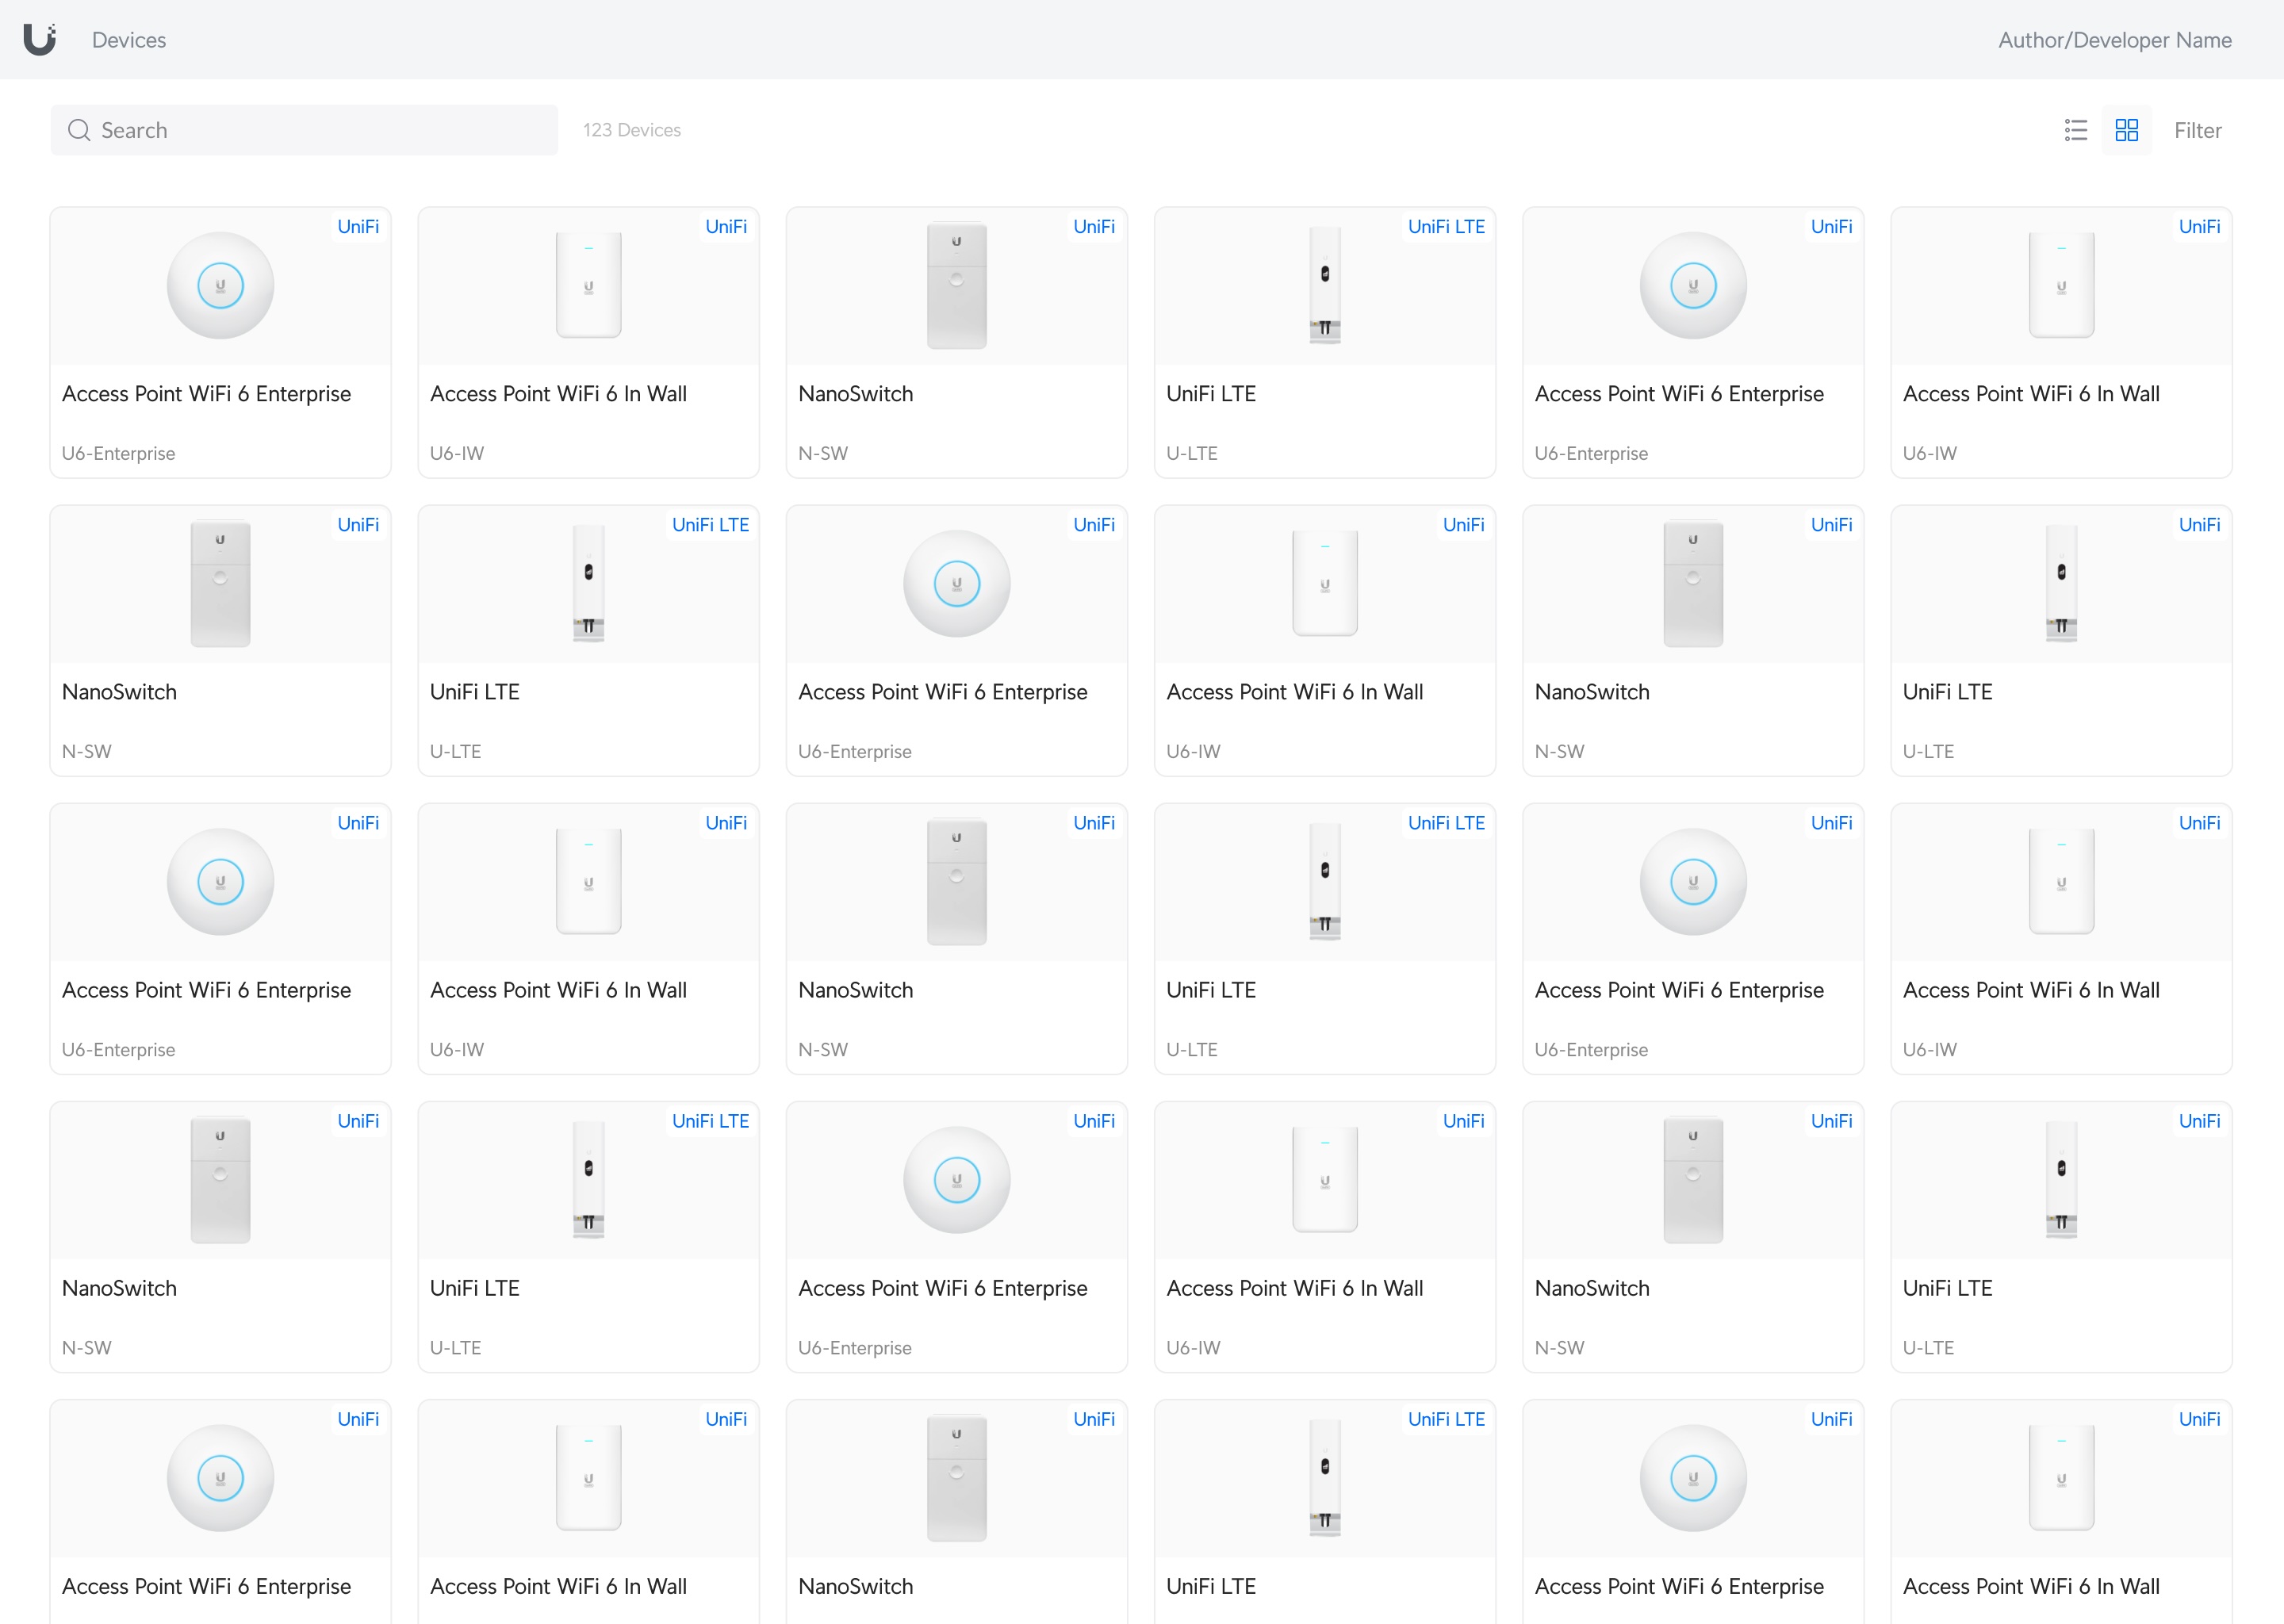 Devices
Author/Developer Name
Search
123 Devices
Filter
UniFi
UniFi
UniFi
UniFi LTE
UniFi
UniFi
Access Point WiFi 6 Enterprise
Access Point WiFi 6 In Wall
NanoSwitch
UniFi LTE
Access Point WiFi 6 Enterprise
Access Point WiFi 6 In Wall
U6-Enterprise
U6-IW
N-SW
U-LTE
U6-Enterprise
U6-IW
UniFi
UniFi LTE
UniFi
UniFi
UniFi
UniFi
NanoSwitch
UniFi LTE
Access Point WiFi 6 Enterprise
Access Point WiFi 6 In Wall
NanoSwitch
UniFi LTE
N-SW
U-LTE
U6-Enterprise
U6-IW
N-SW
U-LTE
UniFi
UniFi
UniFi
UniFi LTE
UniFi
UniFi
Access Point WiFi 6 Enterprise
Access Point WiFi 6 In Wall
NanoSwitch
UniFi LTE
Access Point WiFi 6 Enterprise
Access Point WiFi 6 In Wall
U6-Enterprise
U6-IW
N-SW
U-LTE
U6-Enterprise
U6-IW
UniFi
UniFi LTE
UniFi
UniFi
UniFi
UniFi
NanoSwitch
UniFi LTE
Access Point WiFi 6 Enterprise
Access Point WiFi 6 In Wall
NanoSwitch
UniFi LTE
N-SW
U-LTE
U6-Enterprise
U6-IW
N-SW
U-LTE
UniFi
UniFi
UniFi
UniFi LTE
UniFi
UniFi
Access Point WiFi 6 Enterprise
Access Point WiFi 6 In Wall
NanoSwitch
UniFi LTE
Access Point WiFi 6 Enterprise
Access Point WiFi 6 In Wall